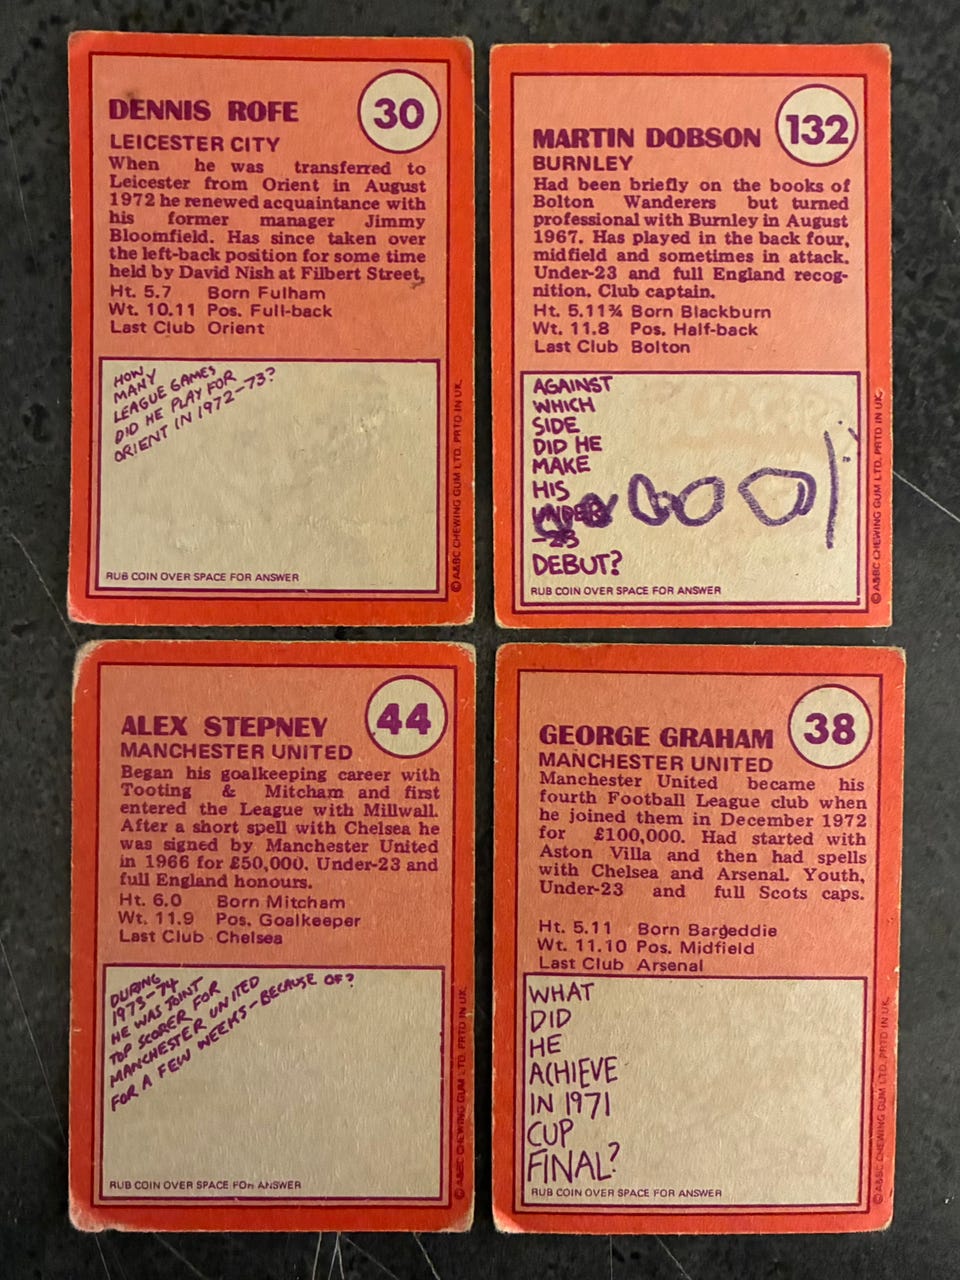 DENNIS ROFE
30
LEICESTER CITY
When he was transferred to
Leicester from Orient in August
1972 he renewed acquaintance with
his former manager Jimmy
Bloomfield. Has since taken over
the left-back position for some time
held by David Nish at Filbert Street,
Ht. 5.7 Born Fulham
Wt. 10.11 Pos. Full-back
Last Club Orient
HOW
MANY
LEAGUE GAMES
DID HE PLAY FOR
ORIENT IN 1972-73?
RUB COIN OVER SPACE FOR ANSWER
© A&BC CHEWING GUM LTD. PRTD IN UK.
MARTIN DOBSON
132
BURNLEY
Had been briefly on the books of
Bolton Wanderers but turned
professional with Burnley in August
1967. Has played in the back four,
midfield and sometimes in attack.
Under-23 and full England recog-
nition. Club captain.
Ht. 5.11¾ Born Blackburn
Wt. 11.8 Pos. Half-back
Last Club Bolton
AGAINST
WHICH
SIDE
DID HE
MAKE
HIS
UNDER
-23
DEBUT?
RUB COIN OVER SPACE FOR ANSWER
© A&BC CHEWING GUM LTD. PRTD IN UK.
ALEX STEPNEY
44
MANCHESTER UNITED
Began his goalkeeping career with
Tooting & Mitcham and first
entered the League with Millwall.
After a short spell with Chelsea he
was signed by Manchester United
in 1966 for £50,000. Under-23 and
full England honours.
Ht. 6.0 Born Mitcham
Wt. 11.9 Pos. Goalkeeper
Last Club Chelsea
DURING
1973-74
HE WAS JOINT
TOP SCORER FOR
MANCHESTER UNITED
FOR A FEW WEEKS-BECAUSE OF?
RUB COIN OVER SPACE FOR ANSWER
© A&BC CHEWING GUM LTD. PRTD IN UK.
GEORGE GRAHAM
38
MANCHESTER UNITED
Manchester United became his
fourth Football League club when
he joined them in December 1972
for £100,000. Had started with
Aston Villa and then had spells
with Chelsea and Arsenal. Youth,
Under-23 and full Scots caps.
Ht. 5.11 Born Bargeddie
Wt. 11.10 Pos. Midfield
Last Club Arsenal
WHAT
DID
HE
ACHIEVE
IN 1971
CUP
FINAL?
RUB COIN OVER SPACE FOR ANSWER
© A&BC CHEWING GUM LTD. PRTD IN UK.